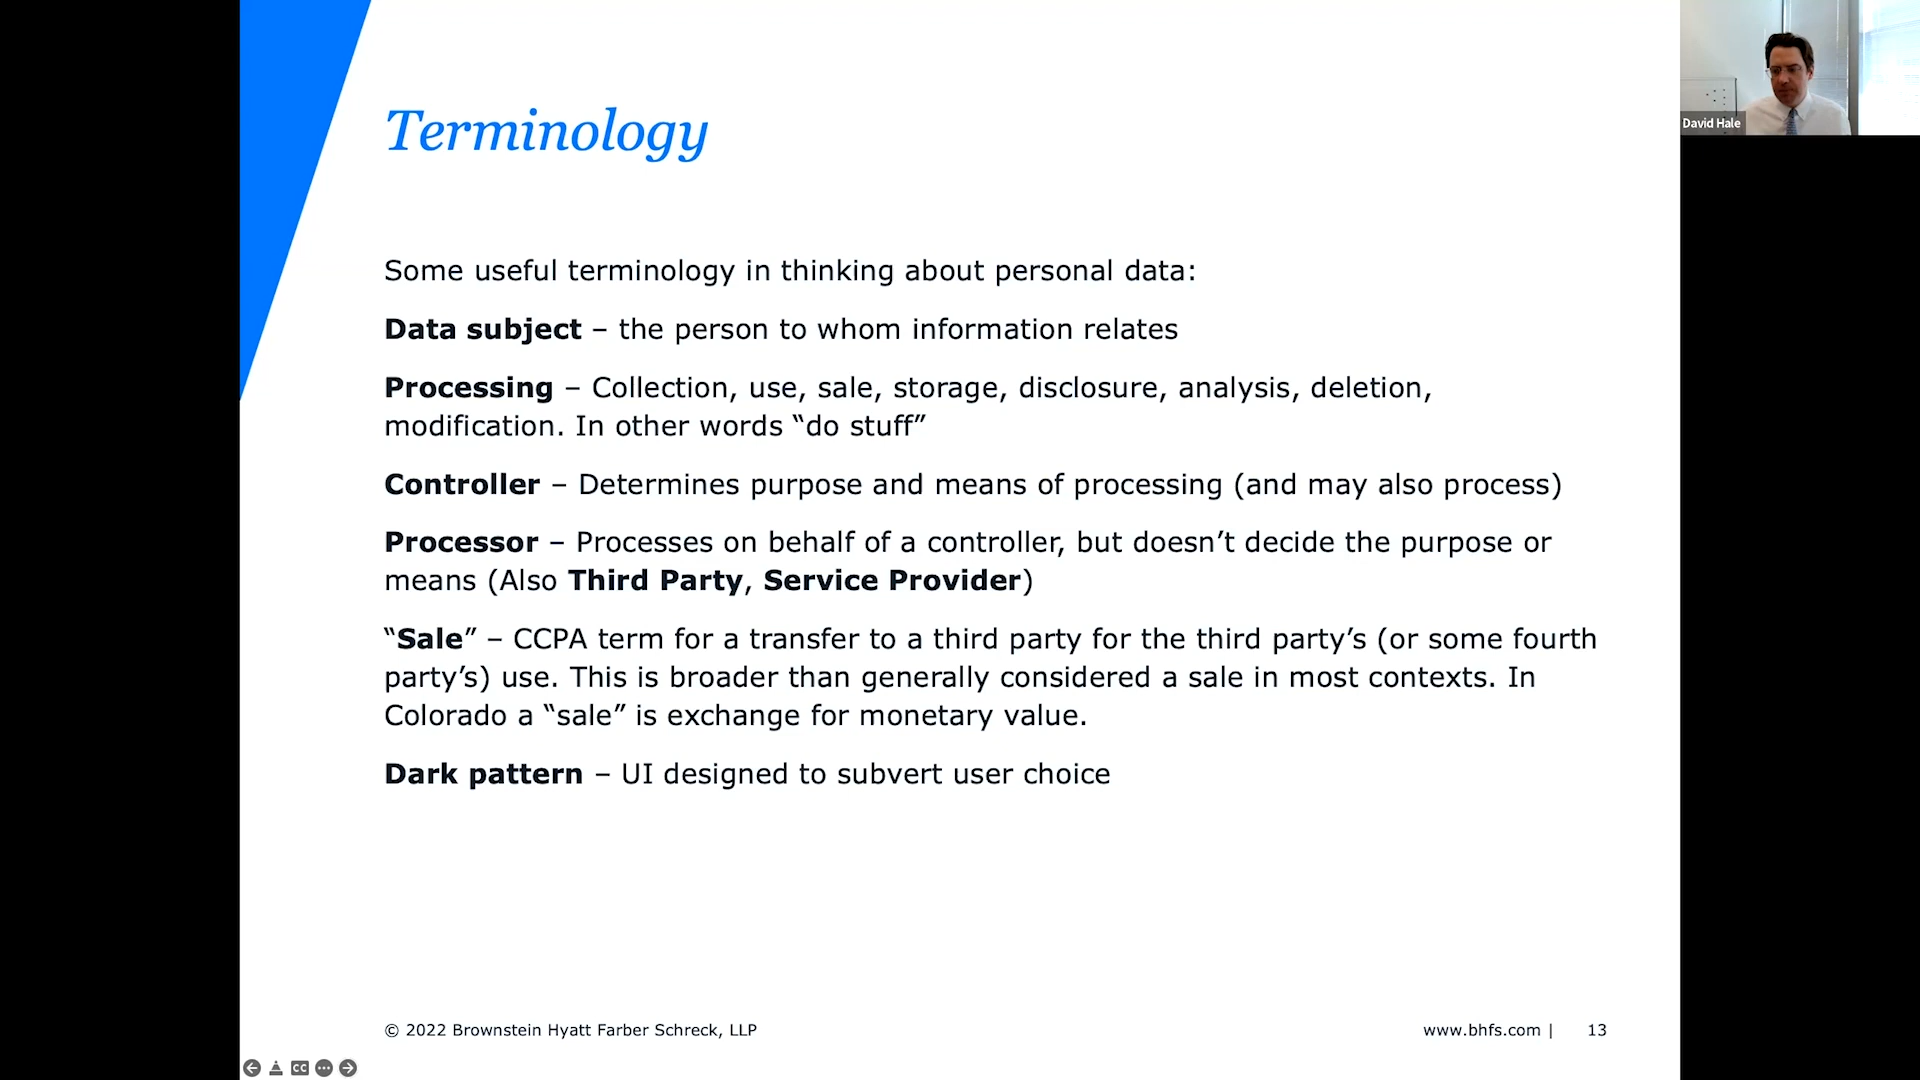 David Hale
Terminology
Some useful terminology in thinking about personal data:
Data subject – the person to whom information relates
Processing – Collection, use, sale, storage, disclosure, analysis, deletion,
modification. In other words “do stuff”
Controller – Determines purpose and means of processing (and may also process)
Processor – Processes on behalf of a controller, but doesn’t decide the purpose or
means (Also Third Party, Service Provider)
“Sale” – CCPA term for a transfer to a third party for the third party’s (or some fourth
party’s) use. This is broader than generally considered a sale in most contexts. In
Colorado a “sale” is exchange for monetary value.
Dark pattern – UI designed to subvert user choice
© 2022 Brownstein Hyatt Farber Schreck, LLP
www.bhfs.com | 13
CC